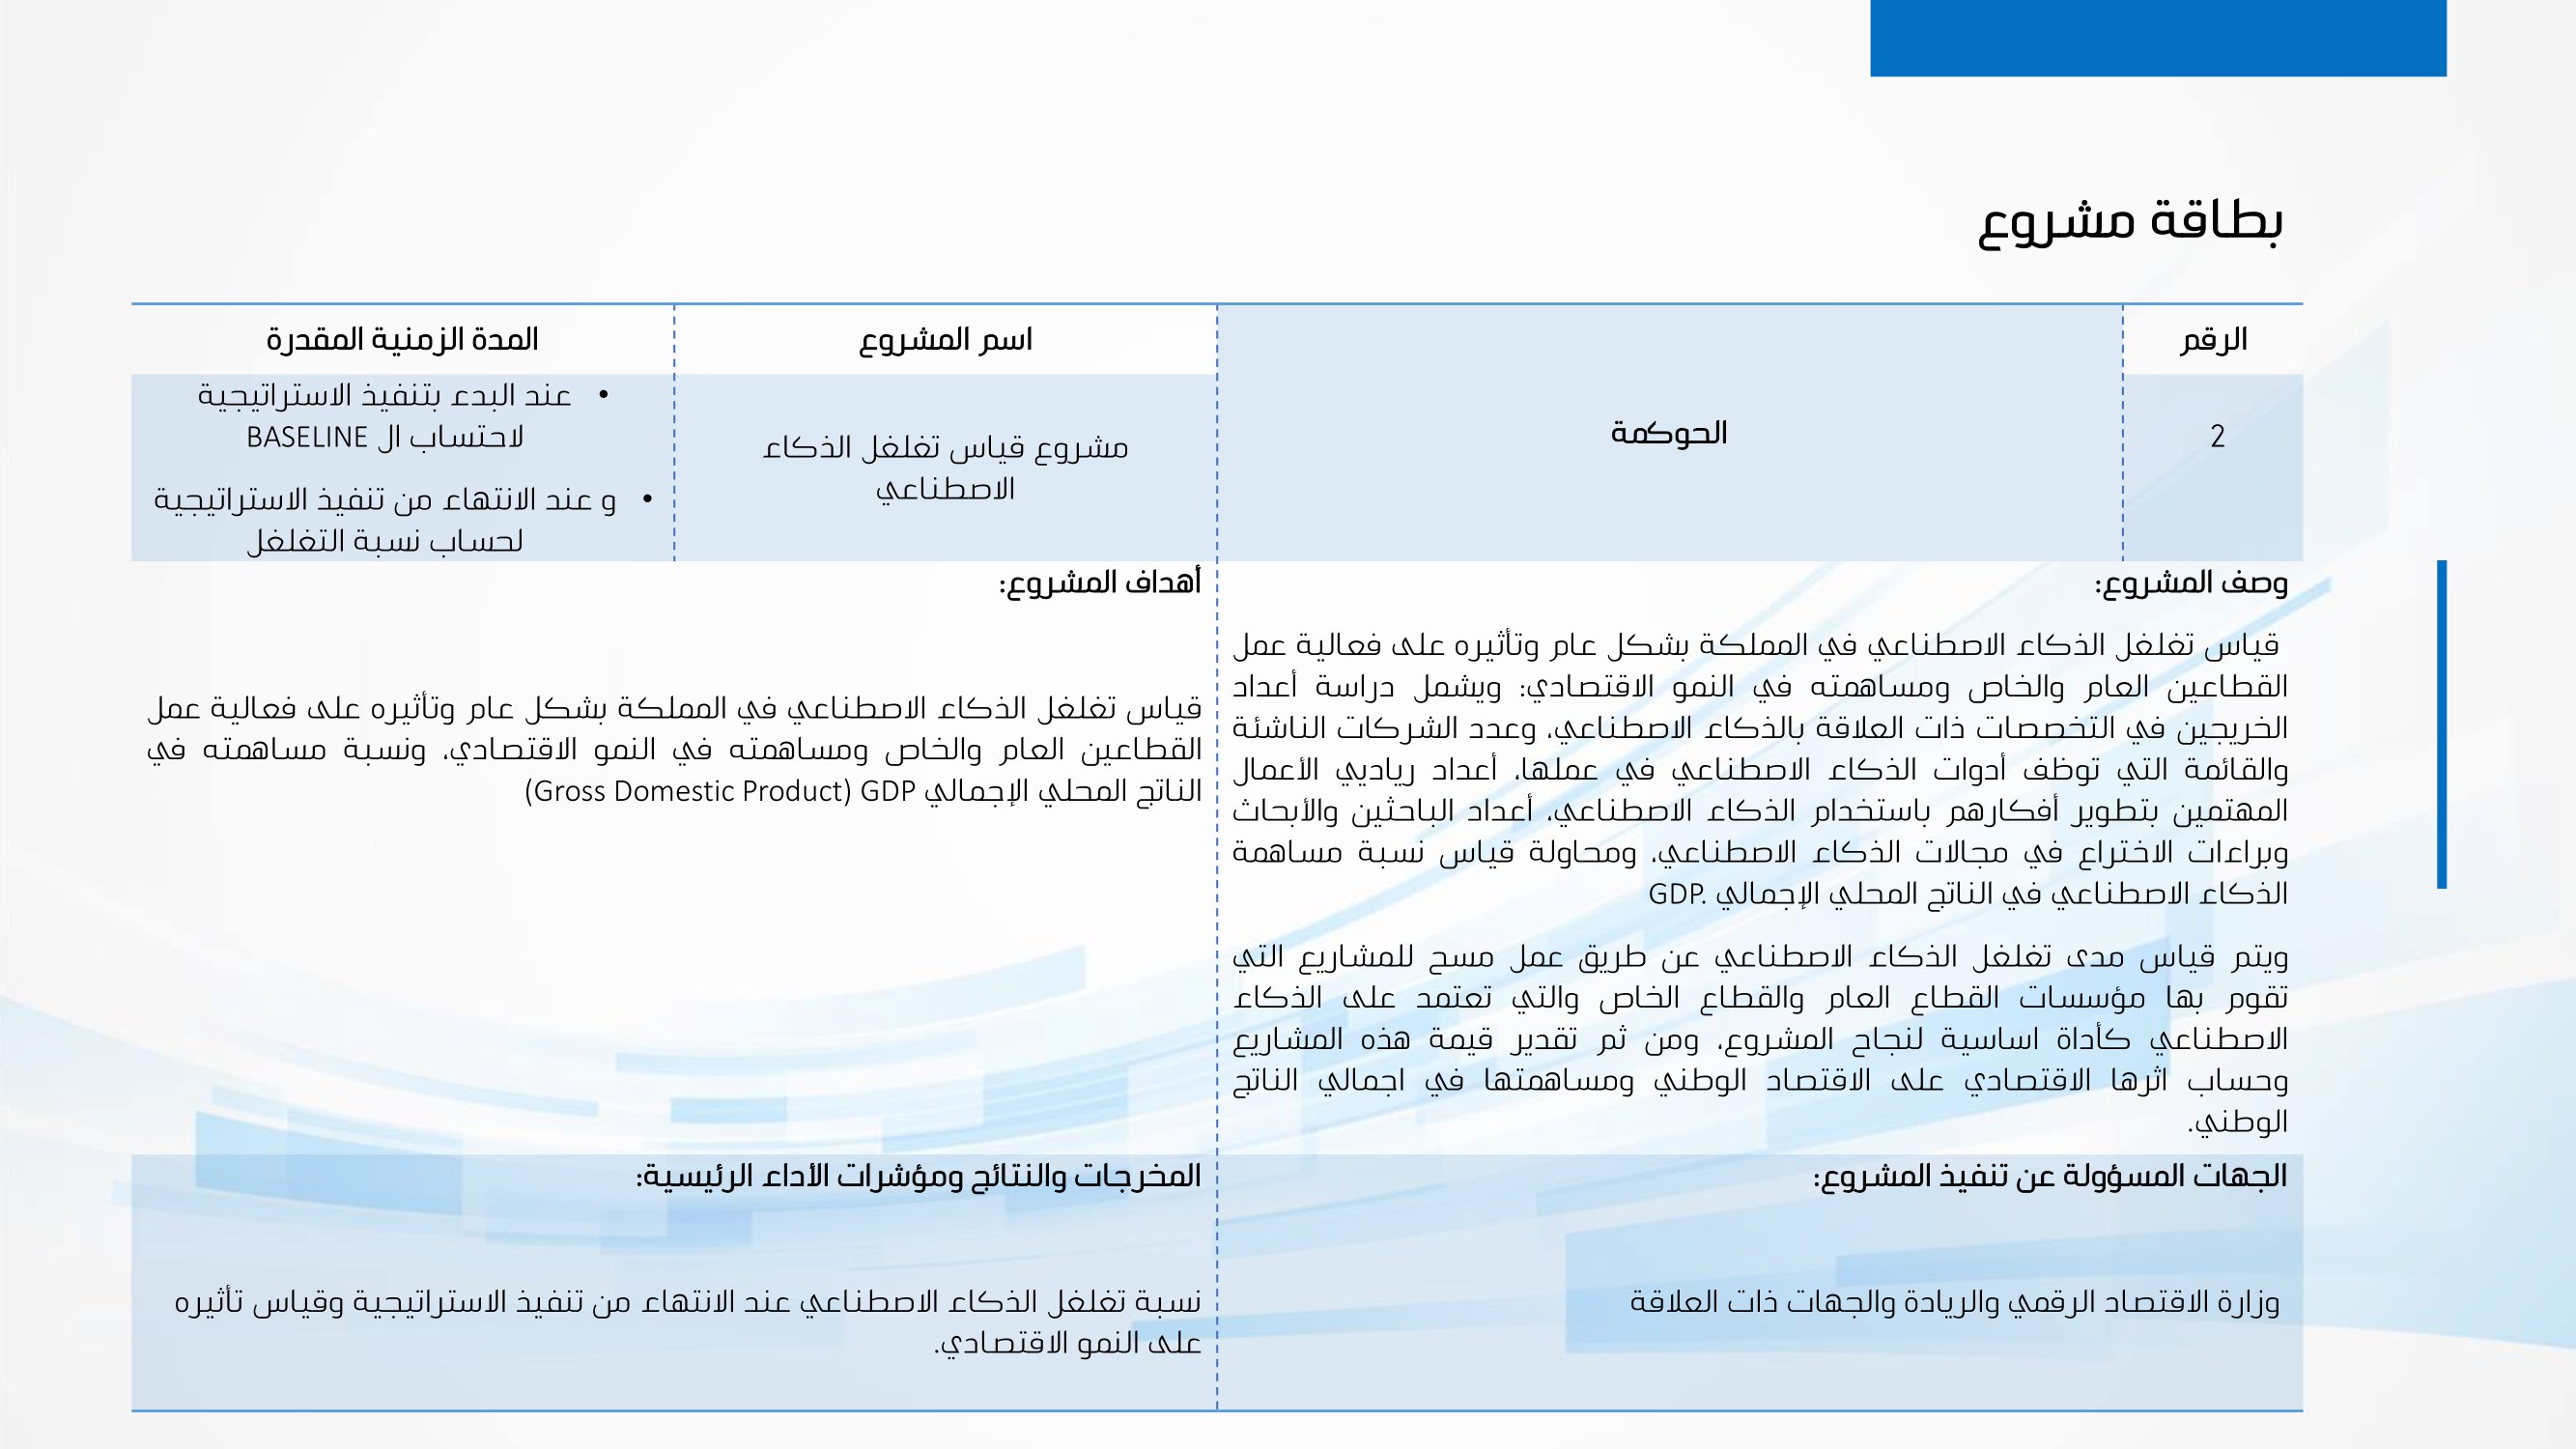 بطاقة مشروع
الرقم
الحوكمة
اسم المشروع
المدة الزمنية المقدرة
2
مشروع قياس تغلغل الذكاء
الاصطناعي
• عند البدء بتنفيذ الاستراتيجية
لاحتساب ال BASELINE
• و عند الانتهاء من تنفيذ الاستراتيجية
لحساب نسبة التغلغل
وصف المشروع:
قياس تغلغل الذكاء الاصطناعي في المملكة بشكل عام وتأثيره على فعالية عمل
القطاعين العام والخاص ومساهمته في النمو الاقتصادي: ويشمل دراسة أعداد
الخريجين في التخصصات ذات العلاقة بالذكاء الاصطناعي، وعدد الشركات الناشئة
والقائمة التي توظف أدوات الذكاء الاصطناعي في عملها، أعداد رياديي الأعمال
المهتمين بتطوير أفكارهم باستخدام الذكاء الاصطناعي، أعداد الباحثين والأبحاث
وبراءات الاختراع في مجالات الذكاء الاصطناعي، ومحاولة قياس نسبة مساهمة
الذكاء الاصطناعي في الناتج المحلي الإجمالي .GDP
ويتم قياس مدى تغلغل الذكاء الاصطناعي عن طريق عمل مسح للمشاريع التي
تقوم بها مؤسسات القطاع العام والقطاع الخاص والتي تعتمد على الذكاء
الاصطناعي كأداة اساسية لنجاح المشروع، ومن ثم تقدير قيمة هذه المشاريع
وحساب اثرها الاقتصادي على الاقتصاد الوطني ومساهمتها في اجمالي الناتج
الوطني.
أهداف المشروع:
قياس تغلغل الذكاء الاصطناعي في المملكة بشكل عام وتأثيره على فعالية عمل
القطاعين العام والخاص ومساهمته في النمو الاقتصادي، ونسبة مساهمته في
الناتج المحلي الإجمالي GDP (Gross Domestic Product)
الجهات المسؤولة عن تنفيذ المشروع:
وزارة الاقتصاد الرقمي والريادة والجهات ذات العلاقة
المخرجات والنتائج ومؤشرات الأداء الرئيسية:
نسبة تغلغل الذكاء الاصطناعي عند الانتهاء من تنفيذ الاستراتيجية وقياس تأثيره
على النمو الاقتصادي.